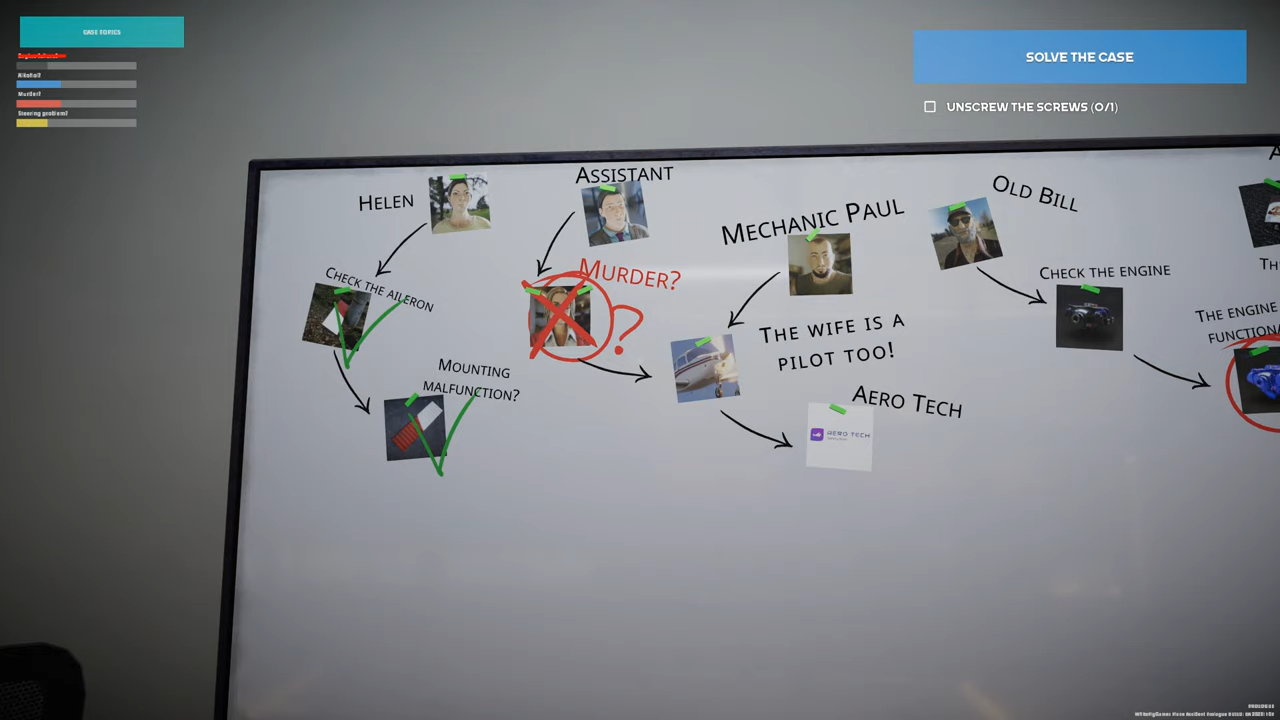 CASE TOPICS
Alkohol?
Murder?
Steering problem?
SOLVE THE CASE
UNSCREW THE SCREWS (0/1)
HELEN
ASSISTANT
MECHANIC PAUL
OLD BILL
CHECK THE AILERON
MURDER?
?
CHECK THE ENGINE
THE WIFE IS A
PILOT TOO!
THE ENGINE
MOUNTING
MALFUNCTION?
AERO TECH
AERO TECH
PROLOGUE